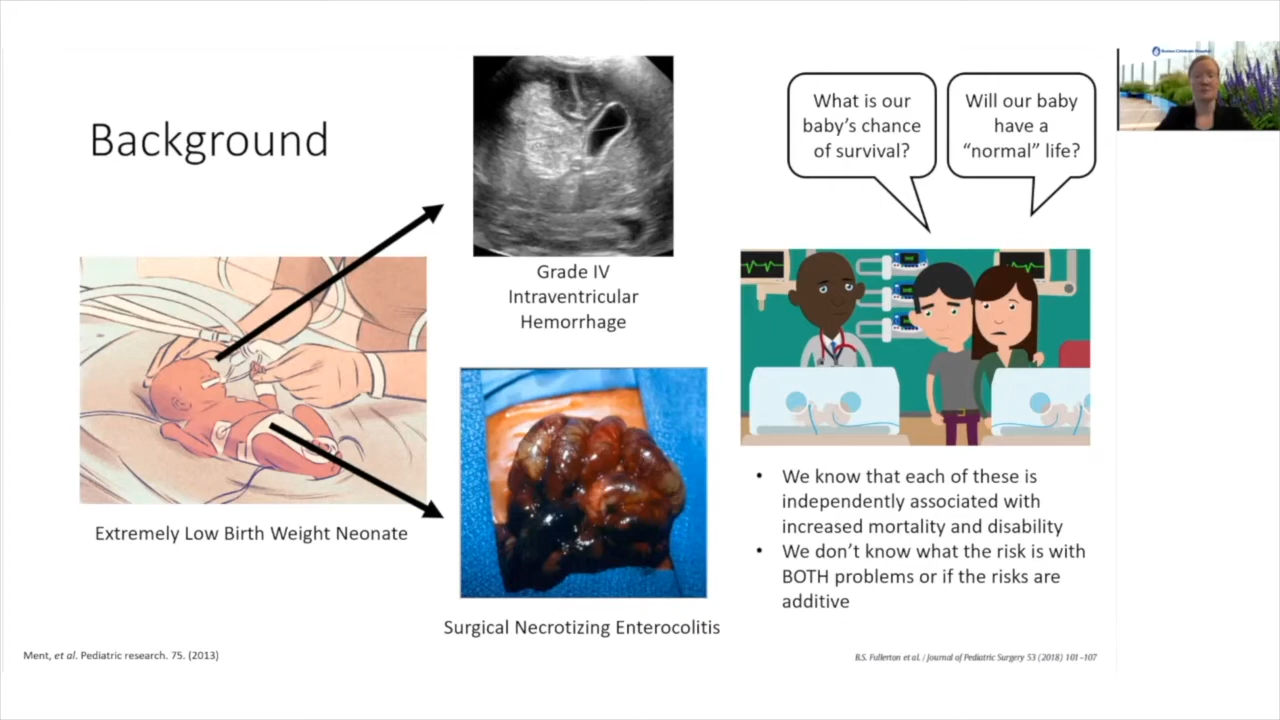 Background
What is our
baby's chance
of survival?
Will our baby
have a
“normal” life?
Grade IV
Intraventricular
Hemorrhage
Extremely Low Birth Weight Neonate
Surgical Necrotizing Enterocolitis
• We know that each of these is
independently associated with
increased mortality and disability
• We don't know what the risk is with
BOTH problems or if the risks are
additive
Ment, et al. Pediatric research. 75. (2013)
B.S. Fullerton et al. / Journal of Pediatric Surgery 53 (2018) 101–107